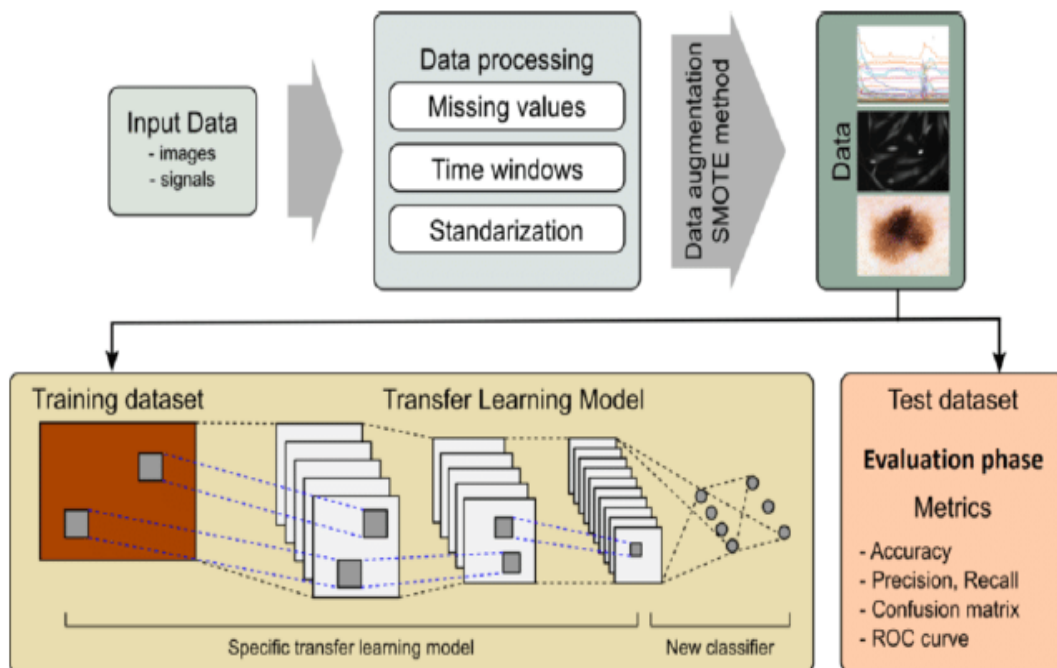 Input Data
- images
- signals
Data processing
Missing values
Time windows
Standarization
Data augmentation
SMOTE method
Data
Training dataset
Transfer Learning Model
Specific transfer learning model
New classifier
Test dataset
Evaluation phase
Metrics
- Accuracy
- Precision, Recall
- Confusion matrix
- ROC curve